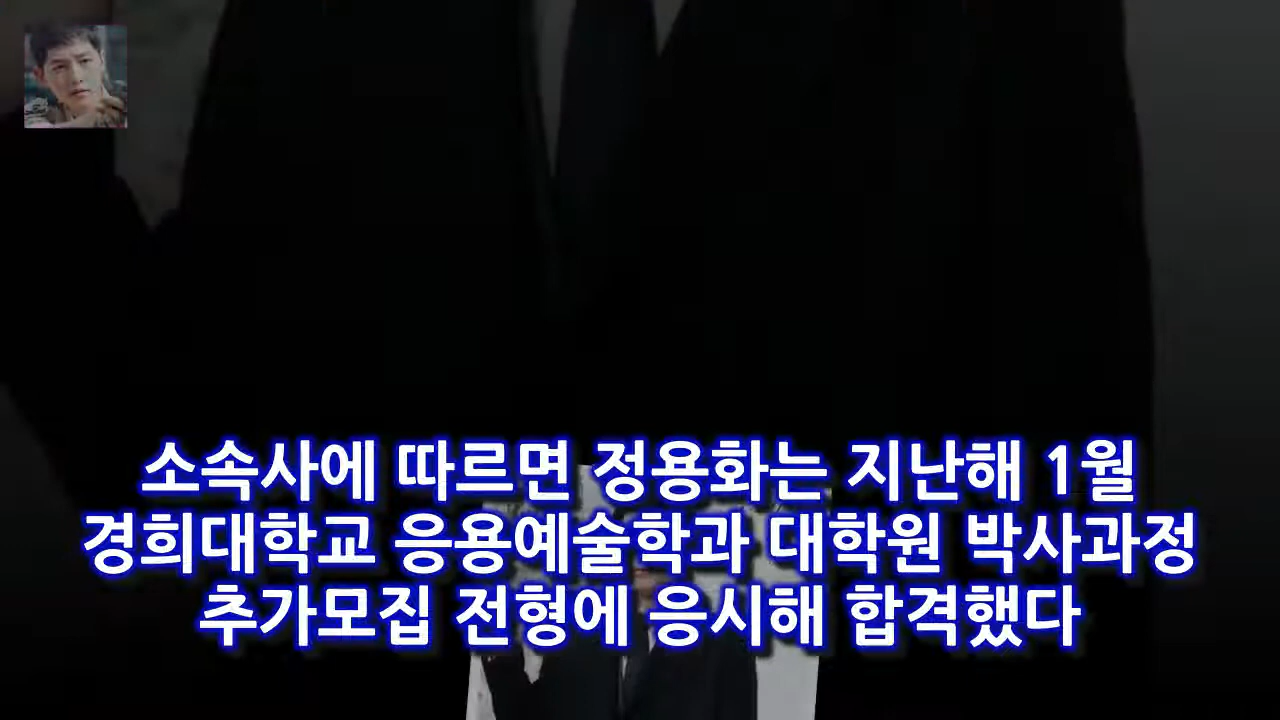 소속사에 따르면 정용화는 지난해 1월
경희대학교 응용예술학과 대학원 박사과정
추가모집 전형에 응시해 합격했다